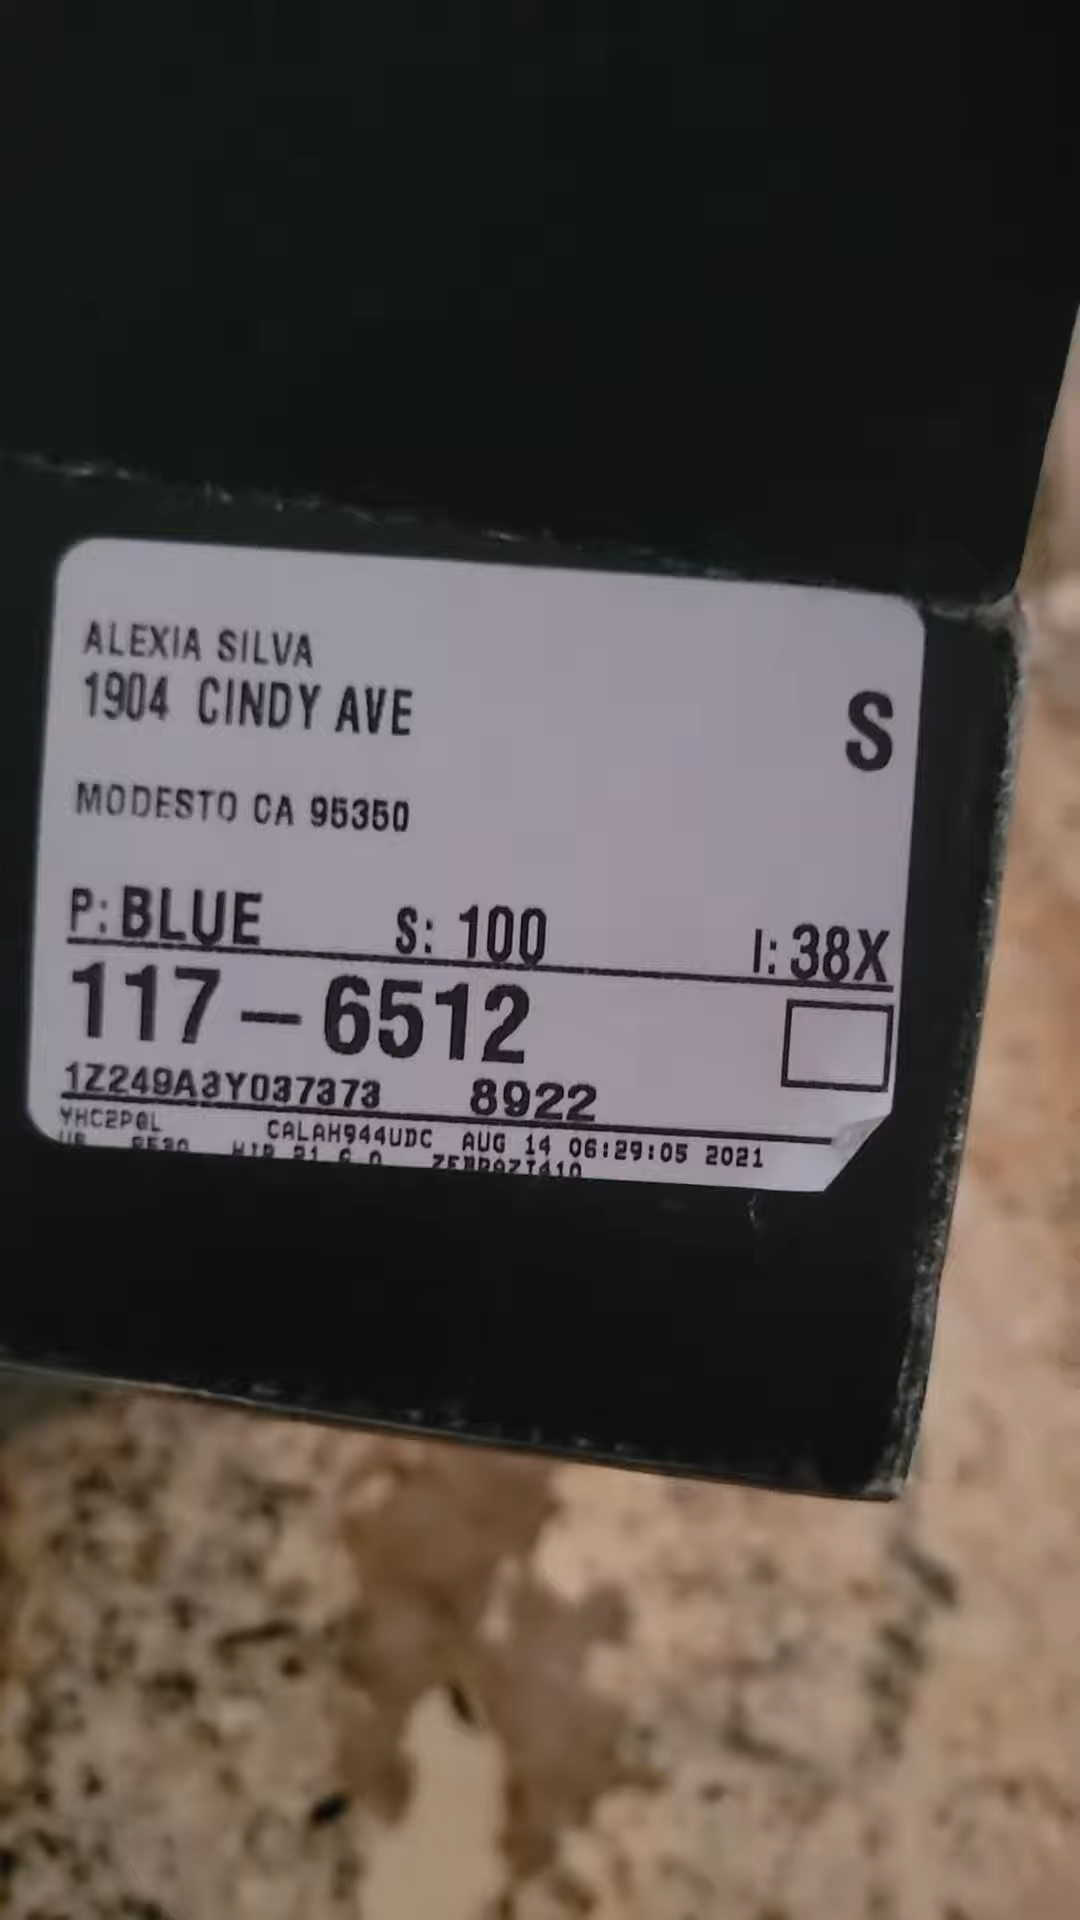 ALEXIA SILVA
1904 CINDY AVE
S
MODESTO CA 95350
P: BLUE S: 100 I: 38X
117-6512
1Z249A3Y037373 8922
YHC2P0L CALAH944UDC AUG 14 06:29:05 2021